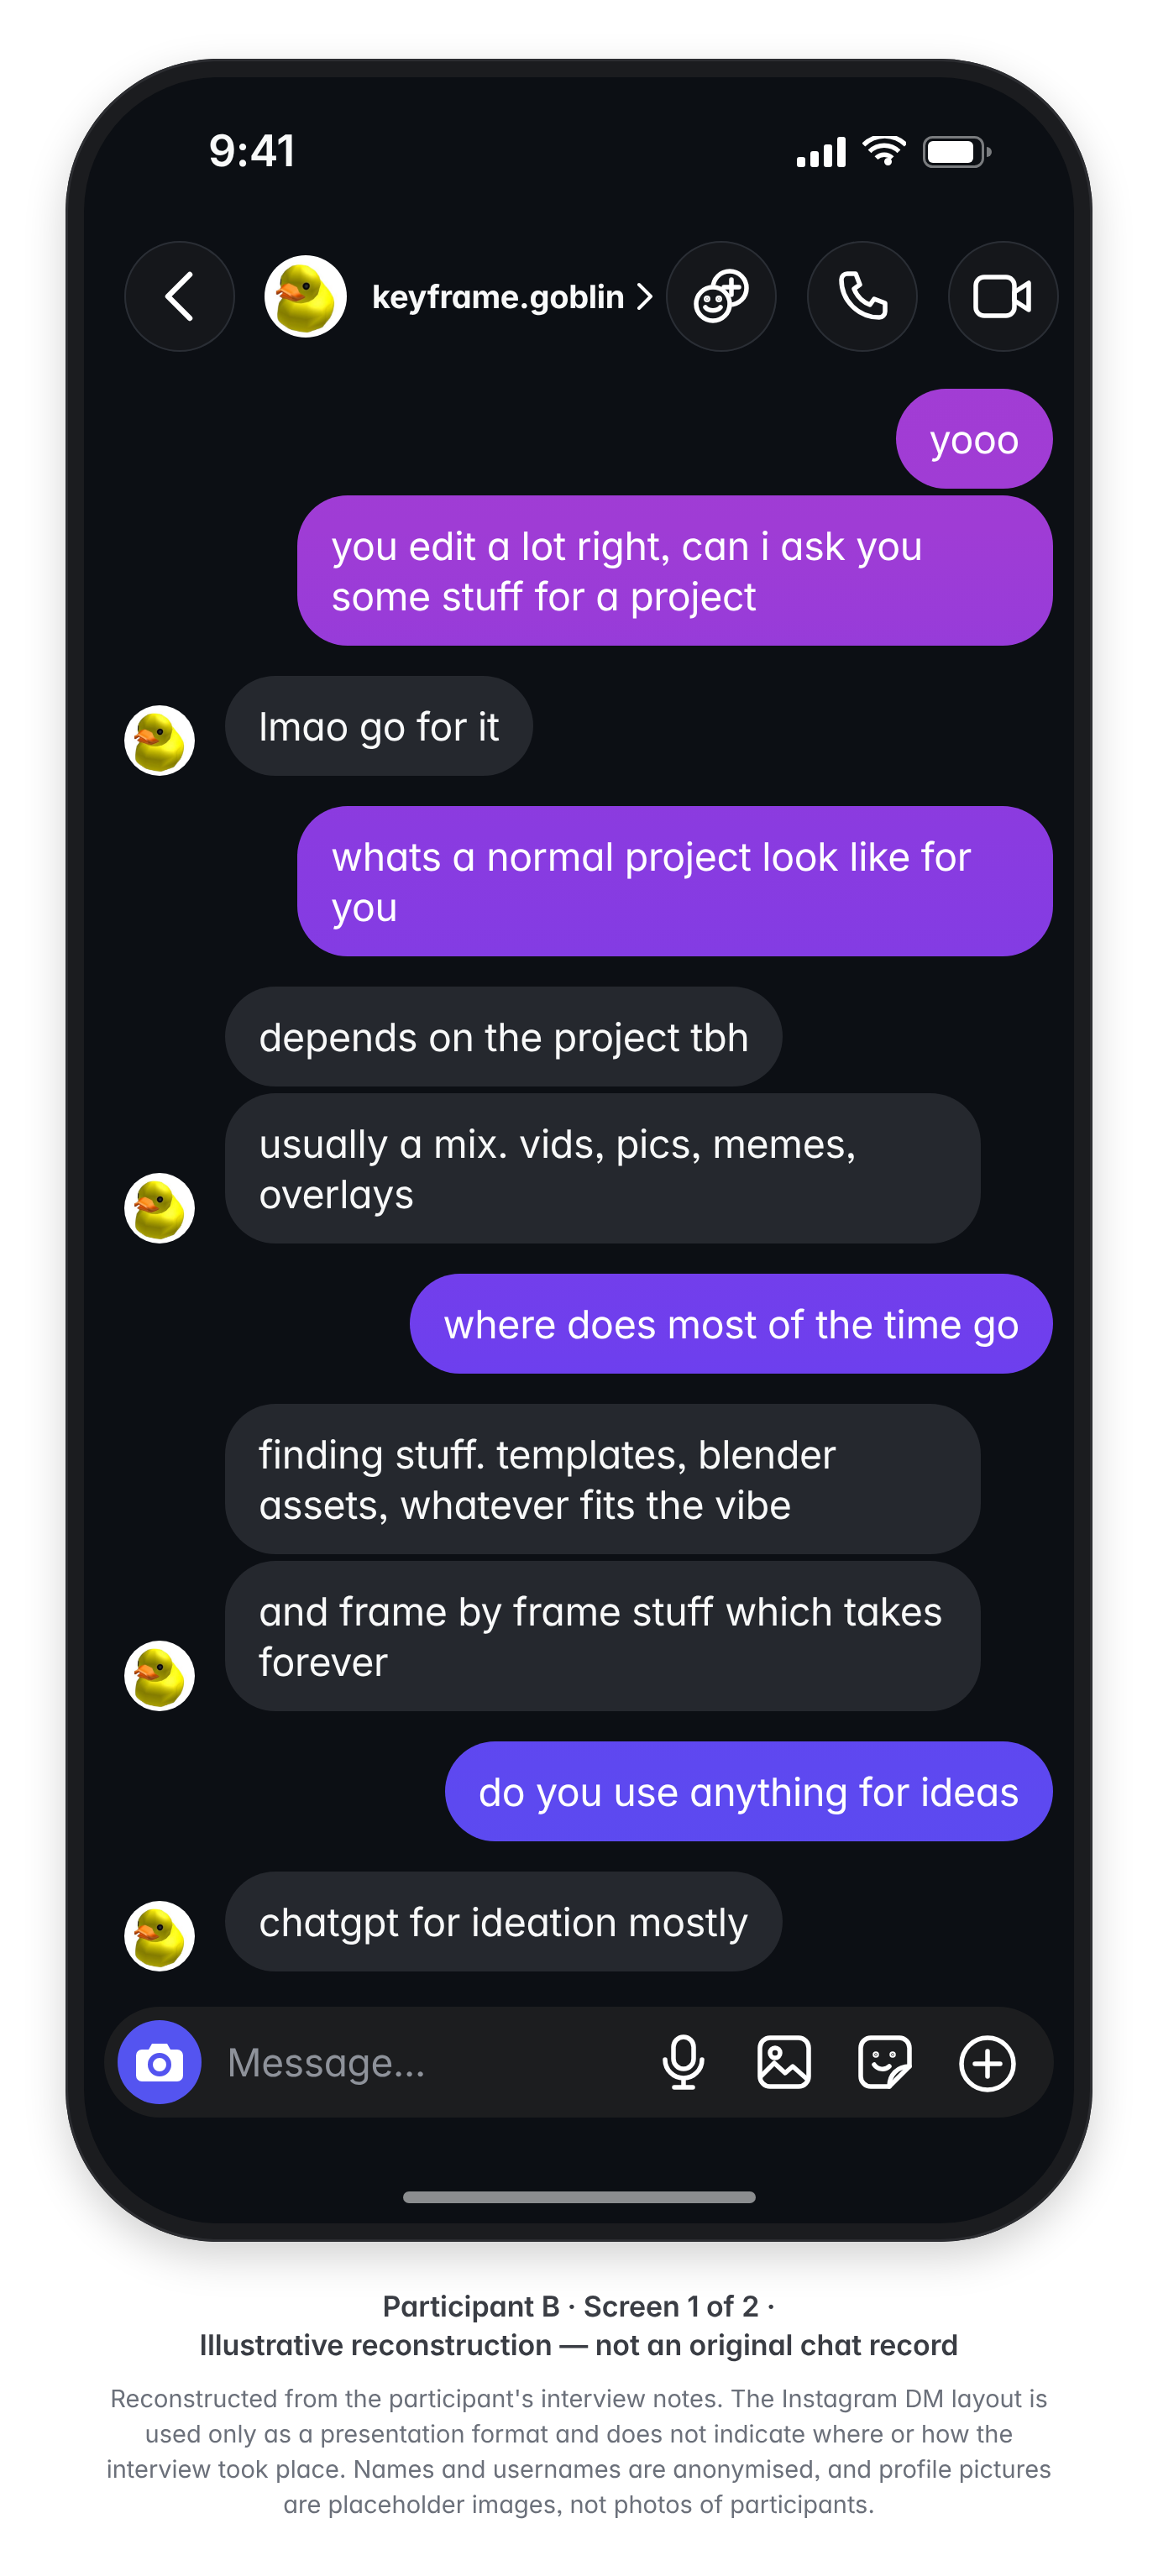 9:41
keyframe.goblin
yooo
you edit a lot right, can i ask you
some stuff for a project
lmao go for it
whats a normal project look like for
you
depends on the project tbh
usually a mix. vids, pics, memes,
overlays
where does most of the time go
finding stuff. templates, blender
assets, whatever fits the vibe
and frame by frame stuff which takes
forever
do you use anything for ideas
chatgpt for ideation mostly
Message...
Participant B · Screen 1 of 2 ·
Illustrative reconstruction — not an original chat record
Reconstructed from the participant's interview notes. The Instagram DM layout is
used only as a presentation format and does not indicate where or how the
interview took place. Names and usernames are anonymised, and profile pictures
are placeholder images, not photos of participants.